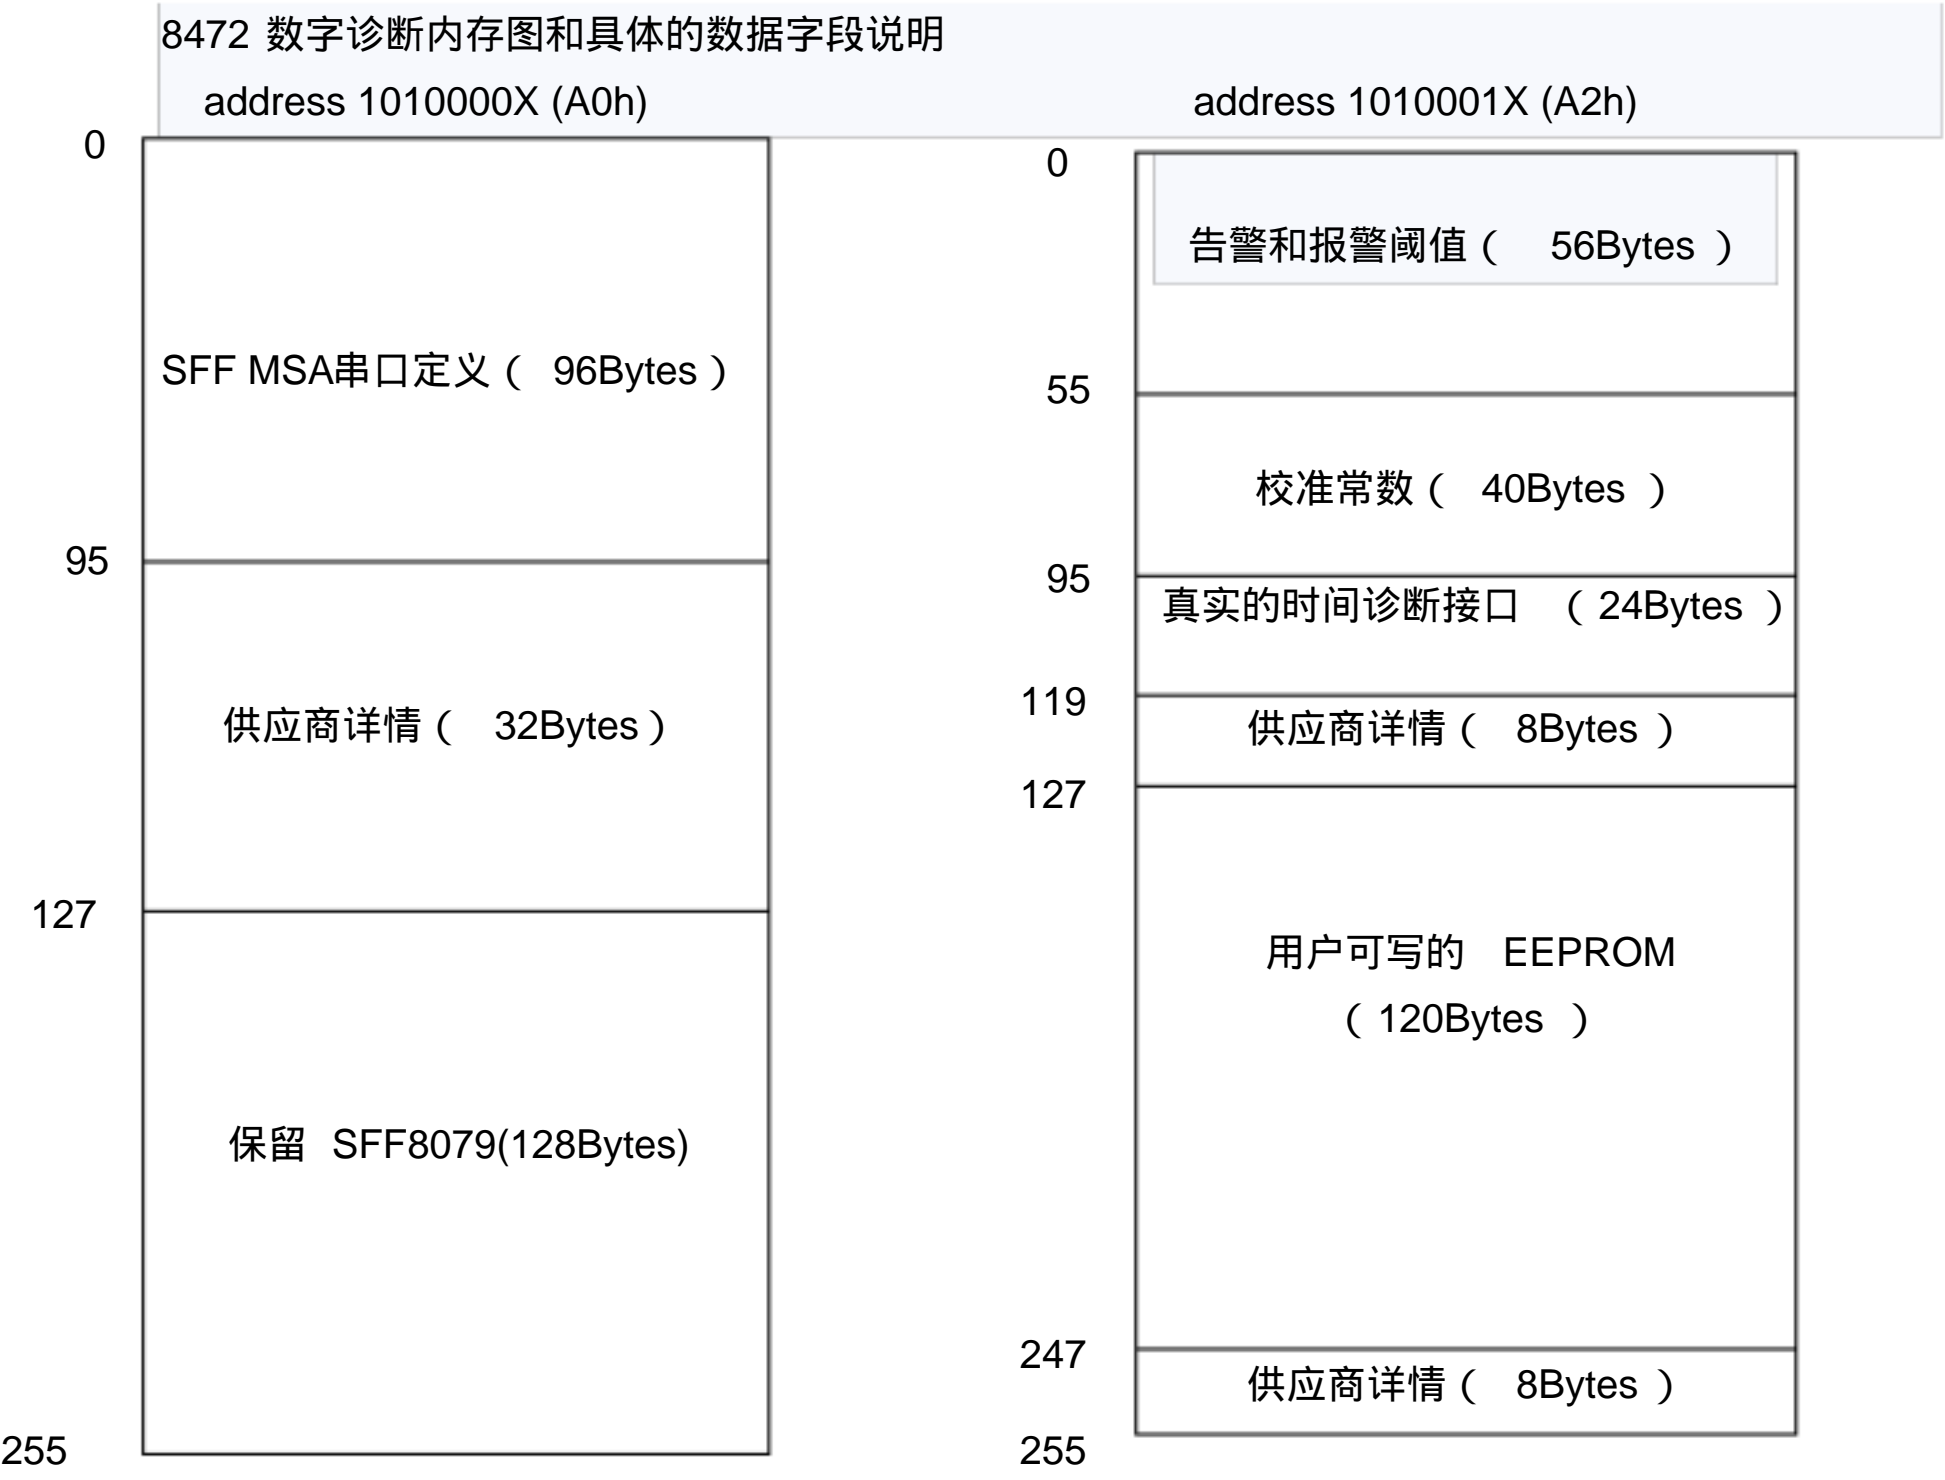 8472 数字诊断内存图和具体的数据字段说明
address 1010000X (A0h)
0
SFF MSA串口定义（ 96Bytes）
95
供应商详情（ 32Bytes）
127
保留 SFF8079(128Bytes)
255
address 1010001X (A2h)
0
告警和报警阈值（ 56Bytes ）
55
校准常数（ 40Bytes ）
95
真实的时间诊断接口 （24Bytes ）
119
供应商详情（ 8Bytes ）
127
用户可写的 EEPROM
（120Bytes ）
247
供应商详情（ 8Bytes ）
255